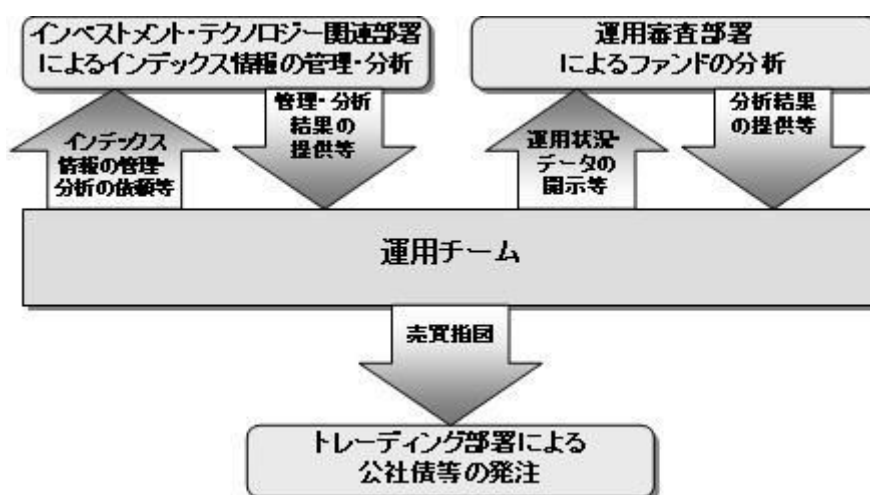 インベストメント・テクノロジー関連部署
によるインデックス情報の管理・分析
運用審査部署
によるファンドの分析
インデックス
情報の管理・
分析の依頼等
管理・分析
結果の
提供等
運用状況・
データの
開示等
分析結果
の提供等
運用チーム
売買指図
トレーディング部署による
公社債等の発注